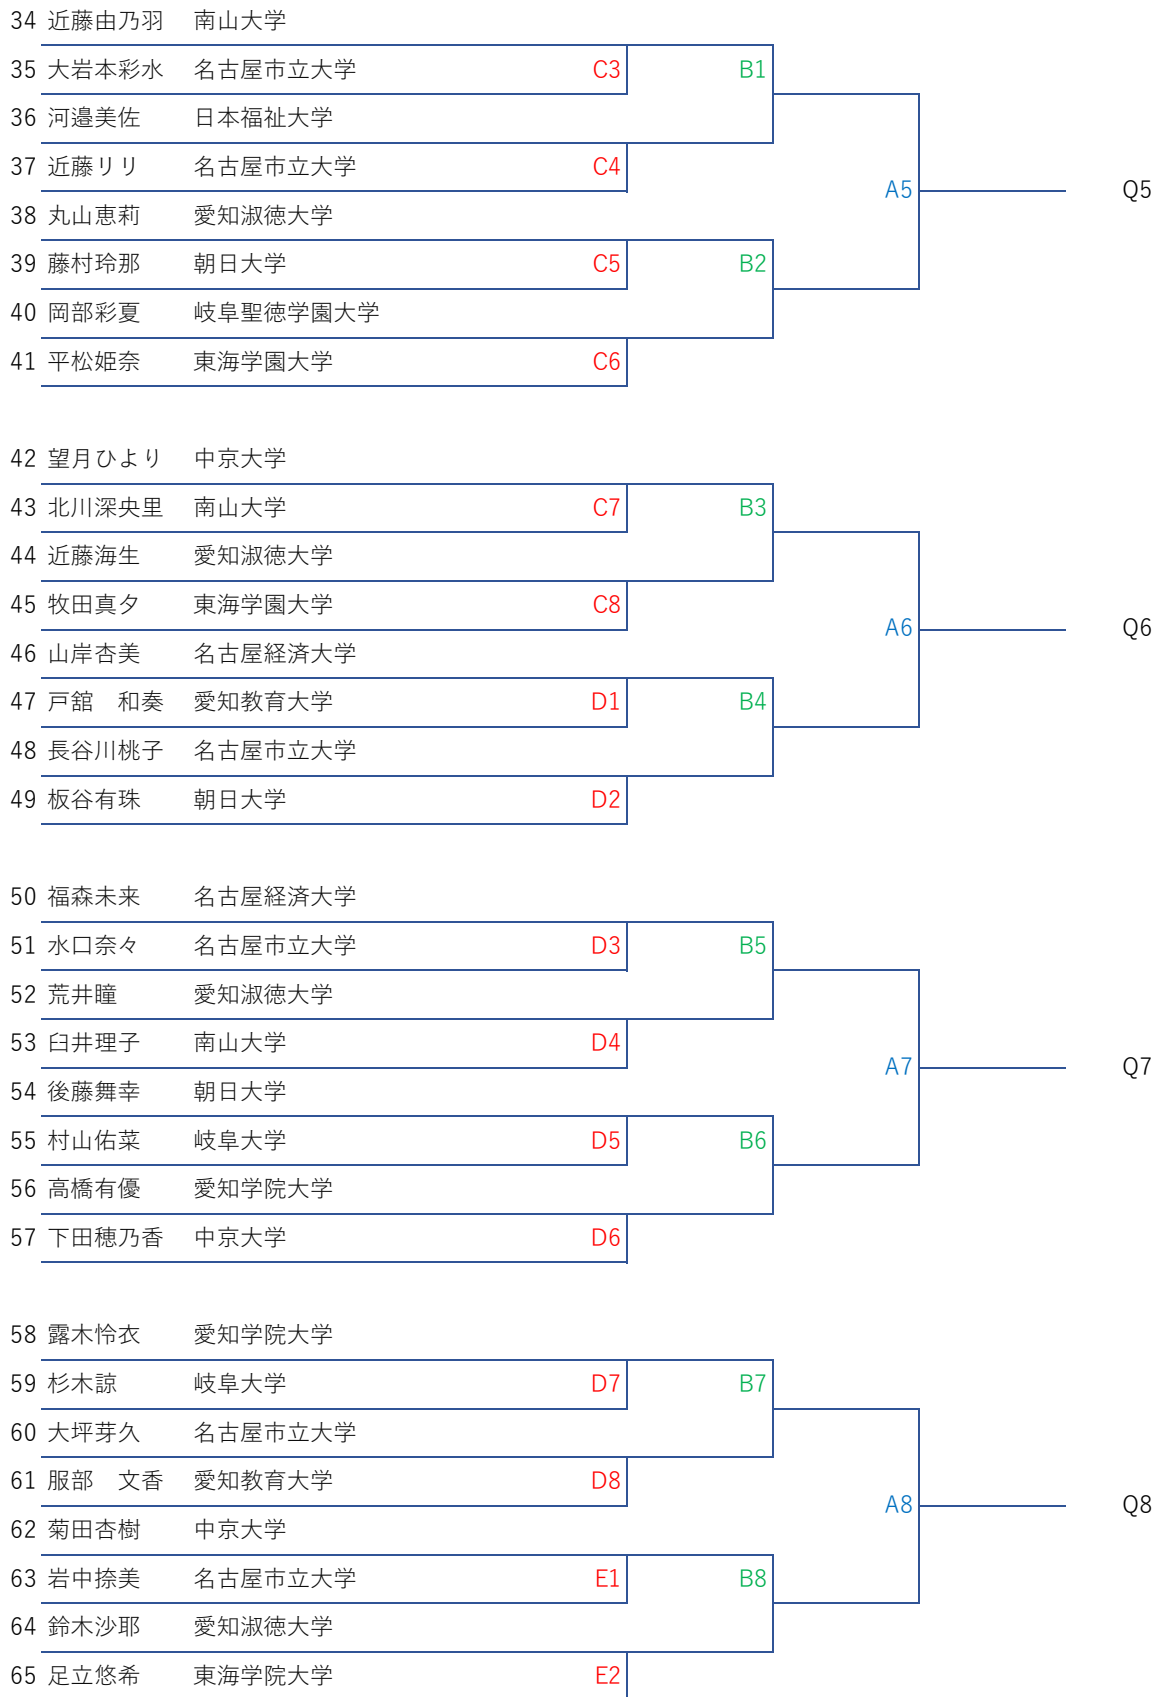 34 近藤由乃羽 南山大学
35 大岩本彩水 名古屋市立大学 C3 B1
36 河邉美佐 日本福祉大学
37 近藤リリ 名古屋市立大学 C4
A5 Q5
38 丸山恵莉 愛知淑徳大学
39 藤村玲那 朝日大学 C5 B2
40 岡部彩夏 岐阜聖徳学園大学
41 平松姫奈 東海学園大学 C6
42 望月ひより 中京大学
43 北川深央里 南山大学 C7 B3
44 近藤海生 愛知淑徳大学
45 牧田真夕 東海学園大学 C8
A6 Q6
46 山岸杏美 名古屋経済大学
47 戸舘　和奏 愛知教育大学 D1 B4
48 長谷川桃子 名古屋市立大学
49 板谷有珠 朝日大学 D2
50 福森未来 名古屋経済大学
51 水口奈々 名古屋市立大学 D3 B5
52 荒井瞳 愛知淑徳大学
53 臼井理子 南山大学 D4
A7 Q7
54 後藤舞幸 朝日大学
55 村山佑菜 岐阜大学 D5 B6
56 高橋有優 愛知学院大学
57 下田穂乃香 中京大学 D6
58 露木怜衣 愛知学院大学
59 杉木諒 岐阜大学 D7 B7
60 大坪芽久 名古屋市立大学
61 服部　文香 愛知教育大学 D8
A8 Q8
62 菊田杏樹 中京大学
63 岩中捺美 名古屋市立大学 E1 B8
64 鈴木沙耶 愛知淑徳大学
65 足立悠希 東海学院大学 E2